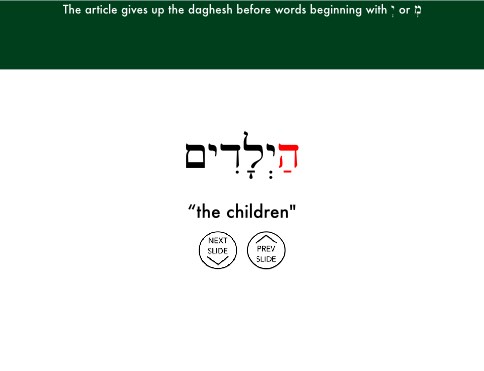 The article gives up the daghesh before words beginning with יְ or מְ
הַיְלָדִים
“the children"
NEXT
SLIDE
PREV
SLIDE